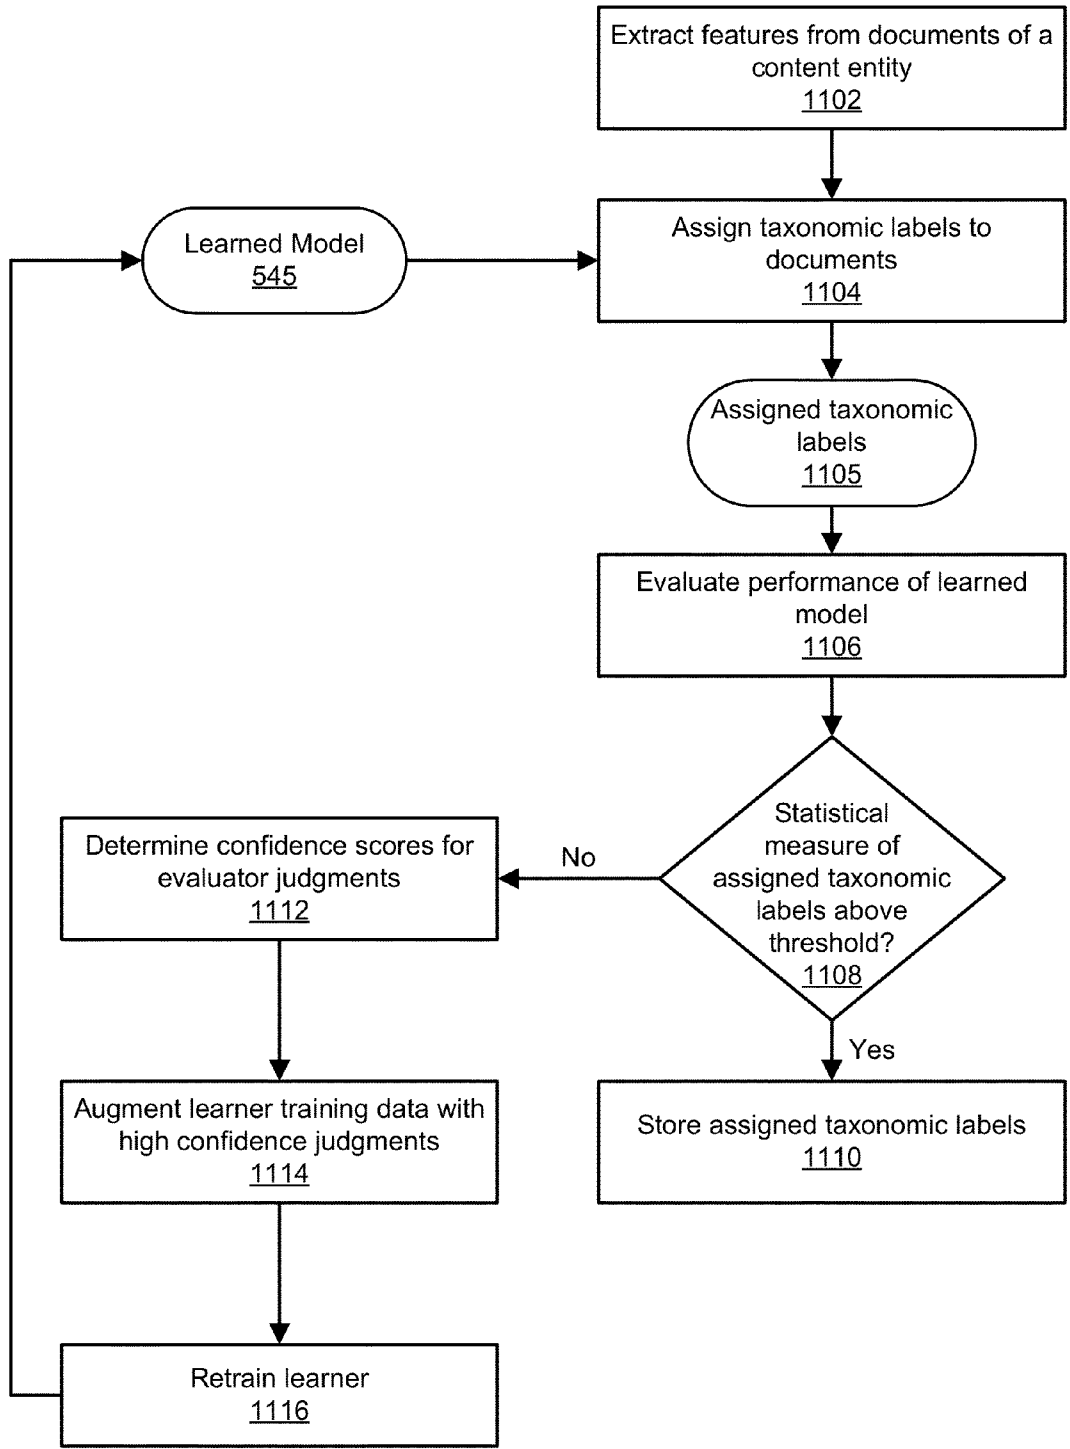 Extract features from documents of a
content entity
1102
Learned Model
545
Assign taxonomic labels to
documents
1104
Assigned taxonomic
labels
1105
Evaluate performance of learned
model
1106
Statistical
measure of
assigned taxonomic
labels above
threshold?
1108
No
Yes
Determine confidence scores for
evaluator judgments
1112
Augment learner training data with
high confidence judgments
1114
Store assigned taxonomic labels
1110
Retrain learner
1116